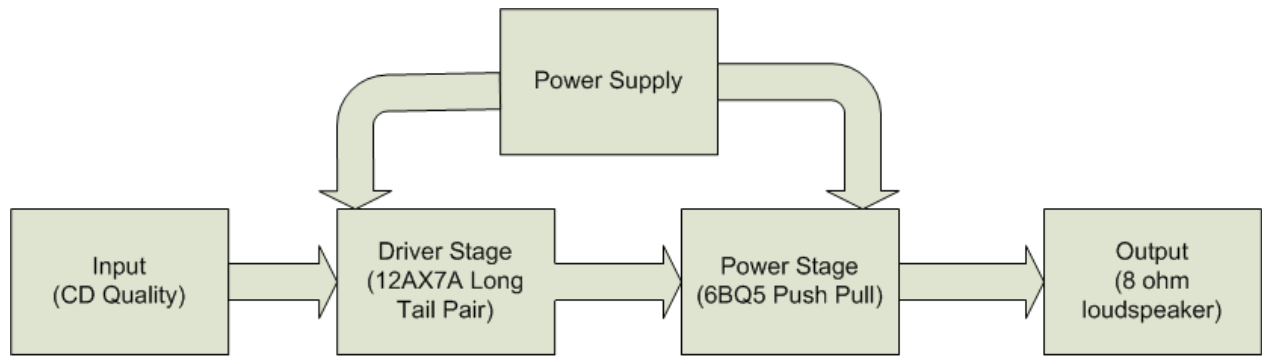 Power Supply
Input
(CD Quality)
Driver Stage
(12AX7A Long
Tail Pair)
Power Stage
(6BQ5 Push Pull)
Output
(8 ohm
loudspeaker)